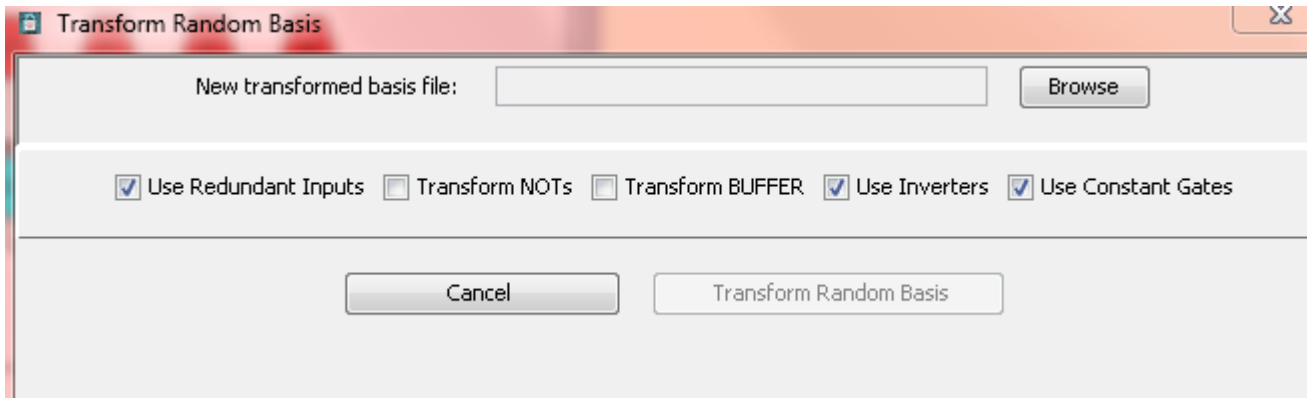 Transform Random Basis
New transformed basis file: Browse
Use Redundant Inputs Transform NOTs Transform BUFFER Use Inverters Use Constant Gates
Cancel Transform Random Basis